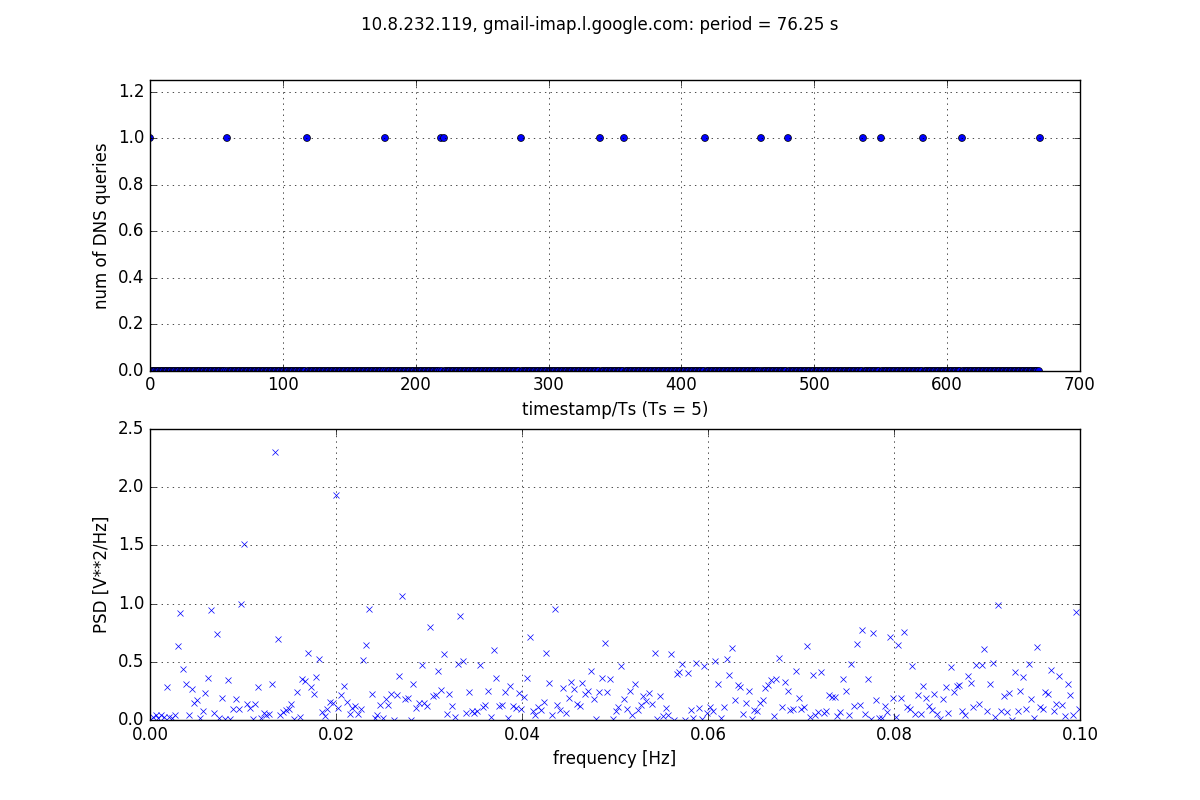 10.8.232.119, gmail-imap.l.google.com: period = 76.25 s
1.2
1.0
0.8
0.6
0.4
0.2
0.0
num of DNS queries
0 100 200 300 400 500 600 700
timestamp/Ts (Ts = 5)
2.5
2.0
1.5
1.0
0.5
0.0
PSD [V**2/Hz]
0.00 0.02 0.04 0.06 0.08 0.10
frequency [Hz]